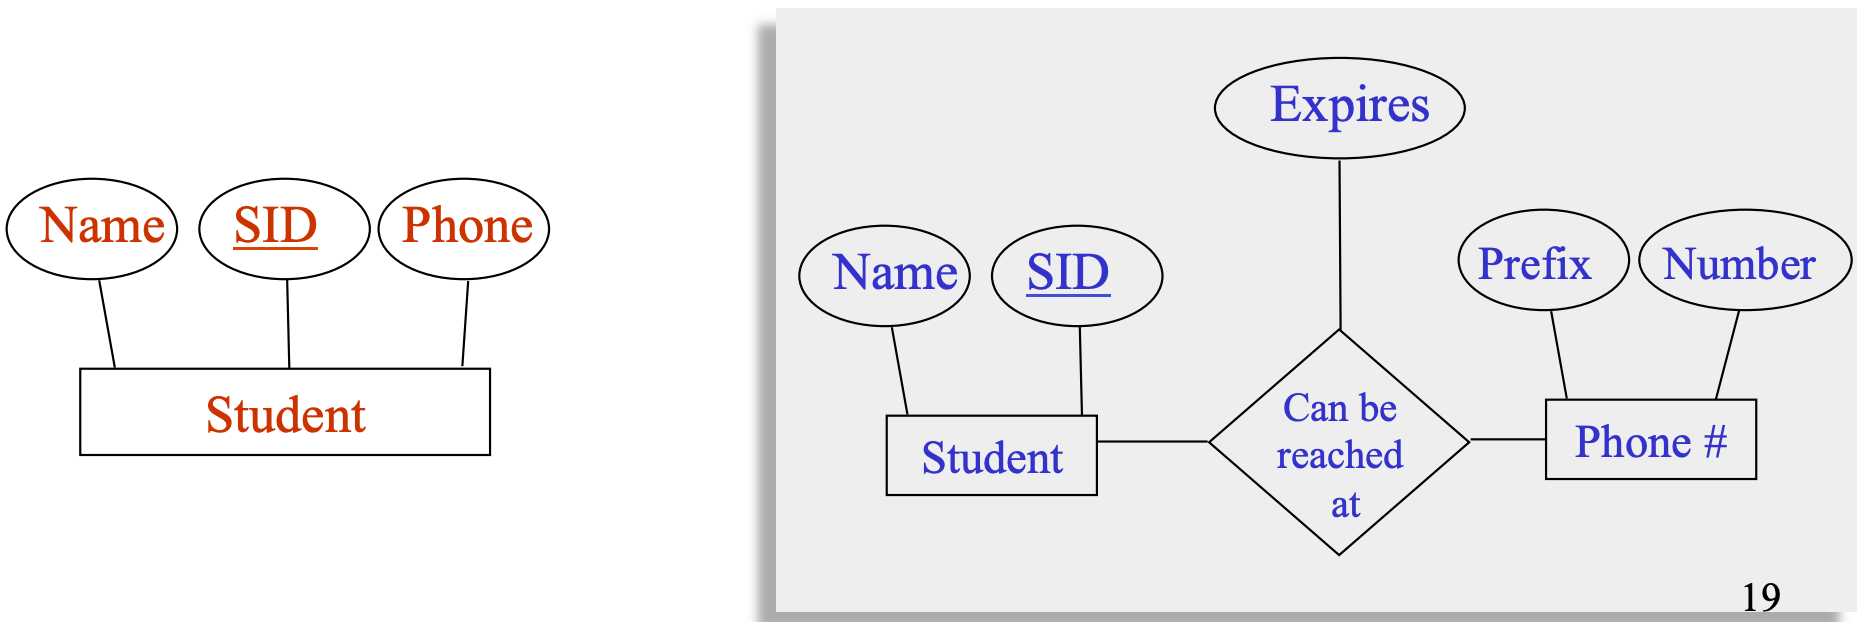 Name SID Phone
Student
Expires
Name SID
Prefix Number
Can be
reached
at
Student
Phone #
19